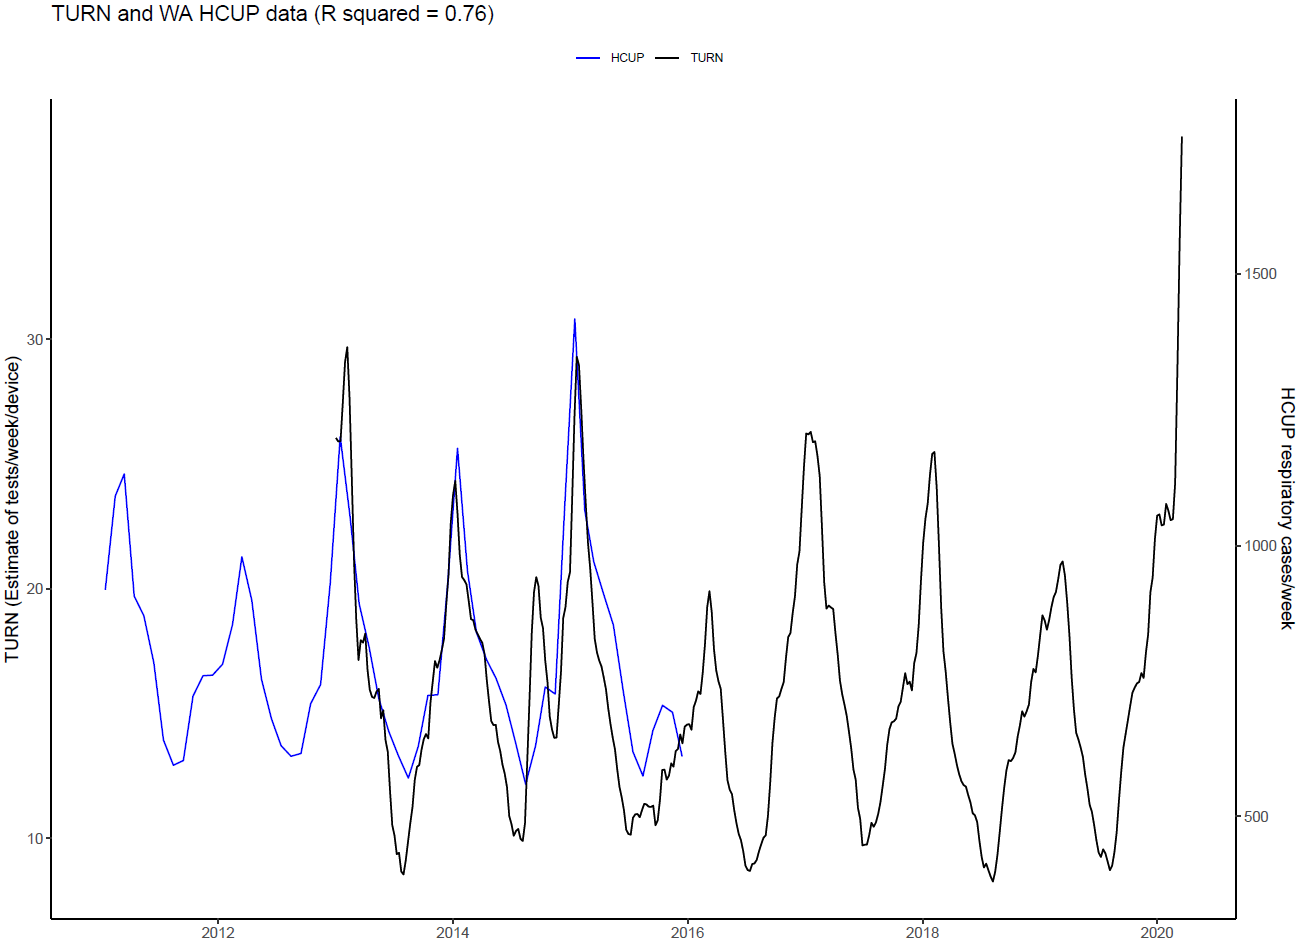 TURN and WA HCUP data (R squared = 0.76)
HCUP TURN
TURN (Estimate of tests/week/device)
30
20
10
1500
1000
500
HCUP respiratory cases/week
2012 2014 2016 2018 2020